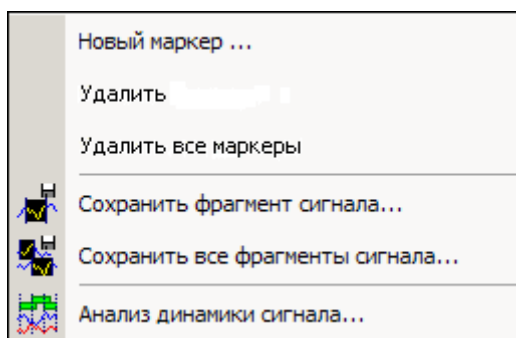 Новый маркер ...
Удалить
Удалить все маркеры
Сохранить фрагмент сигнала...
Сохранить все фрагменты сигнала...
Анализ динамики сигнала...